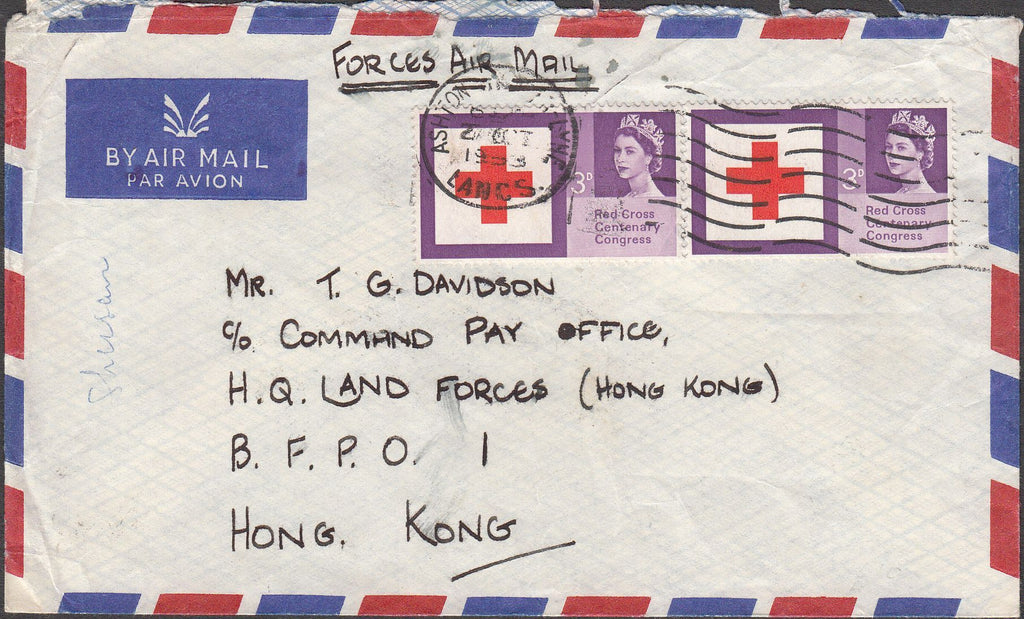 FORCES AIR MAIL
BY AIR MAIL
PAR AVION
LANCS.
3D
Red Cross
Centenary
Congress
3D
Red Cross
Centenary
Congress
MR. T. G. DAVIDSON
c/o COMMAND PAY OFFICE,
H.Q. LAND FORCES (HONG KONG)
B. F. P. O. 1
HONG. KONG